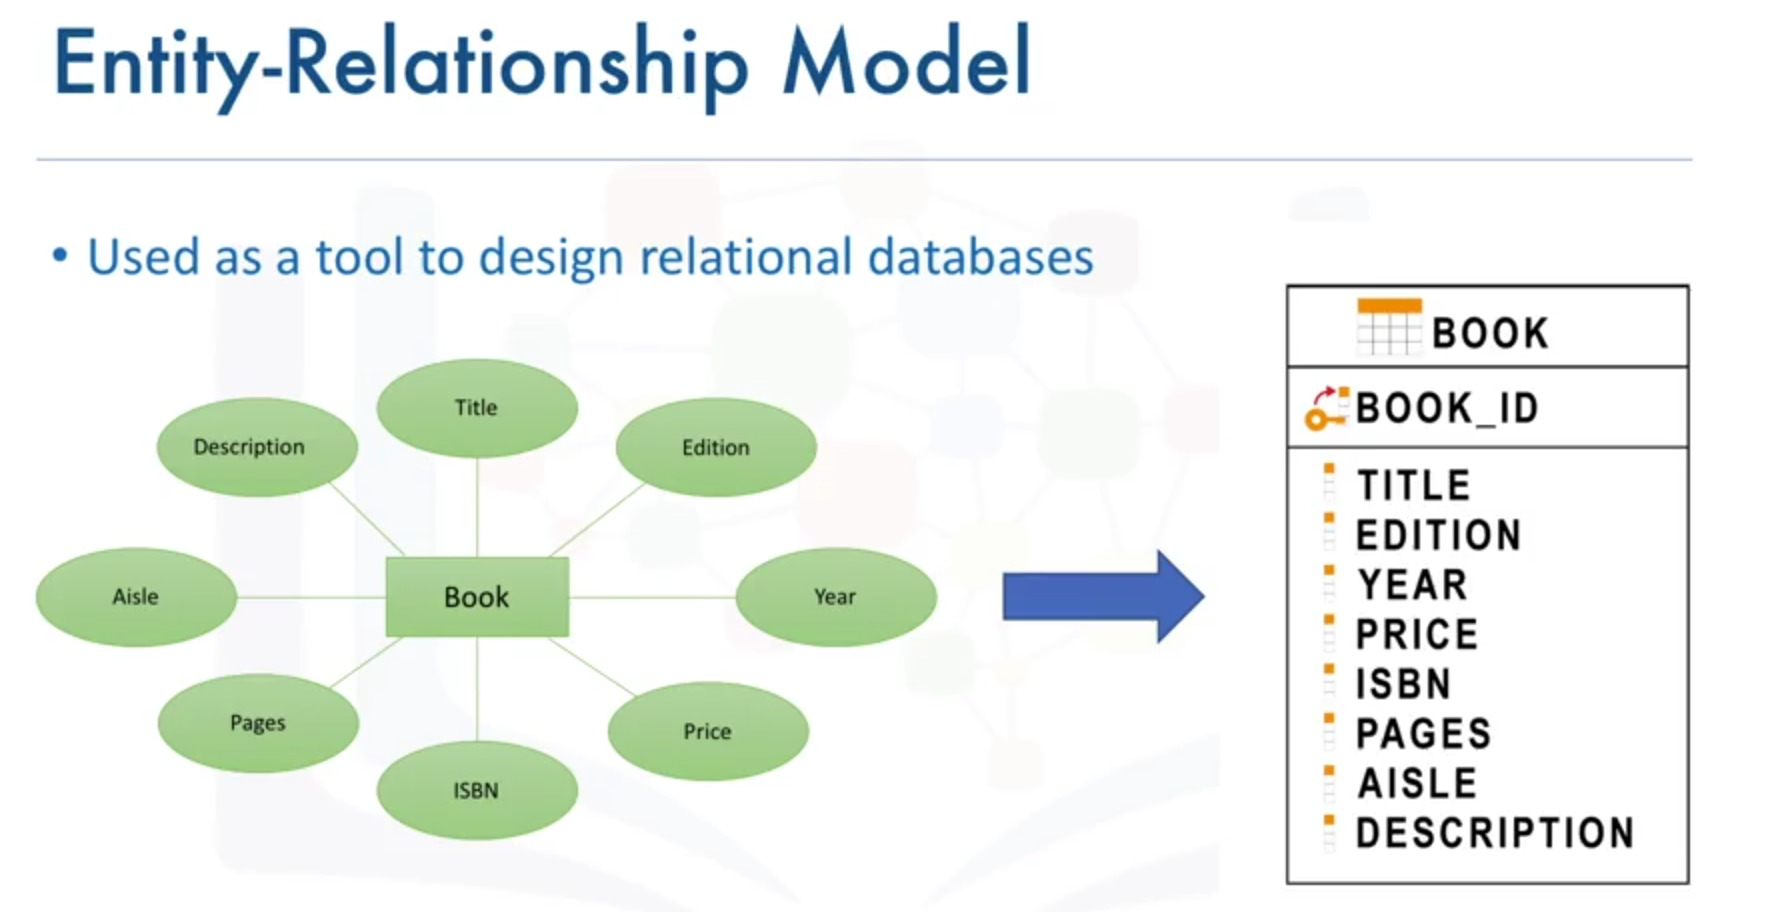 Entity-Relationship Model
• Used as a tool to design relational databases
Title
Description
Edition
Aisle
Book
Year
Pages
Price
ISBN
BOOK
BOOK_ID
TITLE
EDITION
YEAR
PRICE
ISBN
PAGES
AISLE
DESCRIPTION